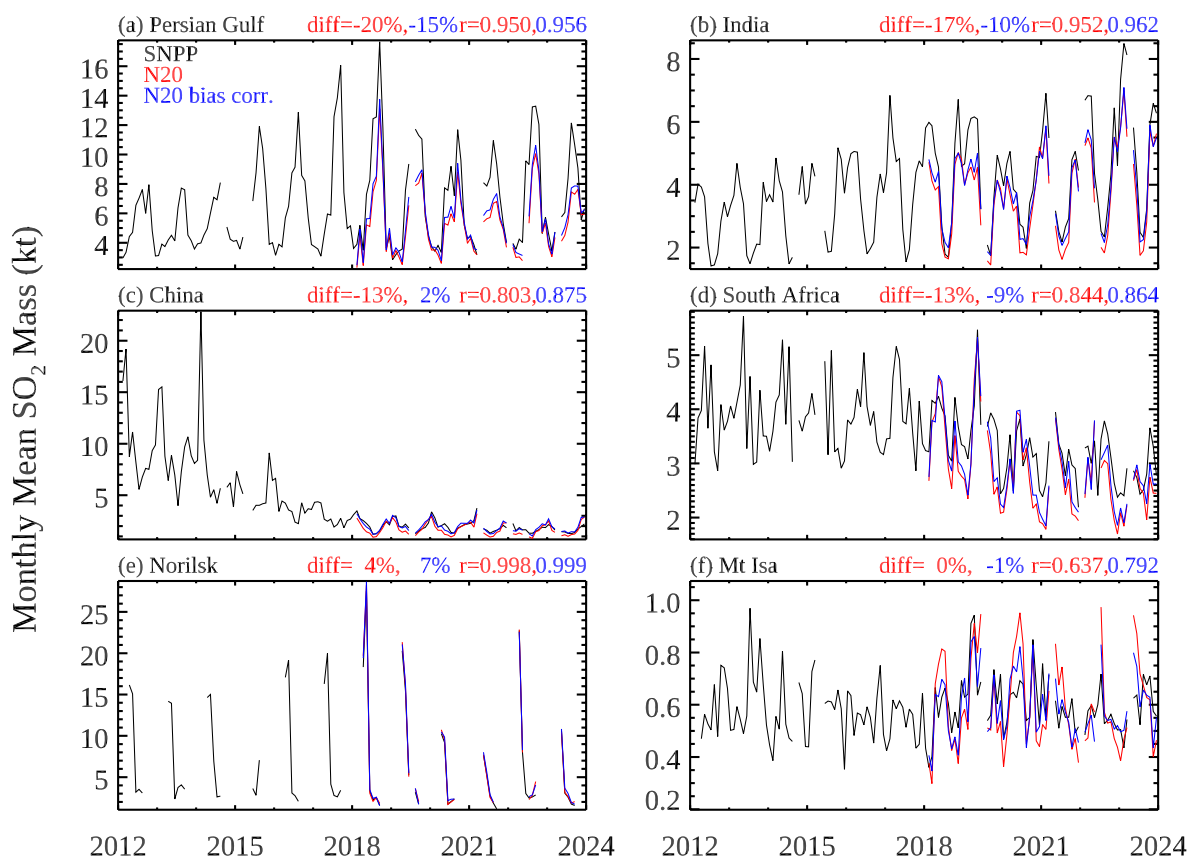 (a) Persian Gulf diff=-20%,-15% r=0.950,0.956
(b) India diff=-17%,-10% r=0.952,0.962
SNPP
N20
N20 bias corr.
16
14
12
10
8
6
4
8
6
4
2
(c) China diff=-13%, 2% r=0.803,0.875
(d) South Africa diff=-13%, -9% r=0.844,0.864
20
15
10
5
5
4
3
2
Monthly Mean SO2 Mass (kt)
(e) Norilsk diff= 4%, 7% r=0.998,0.999
(f) Mt Isa diff= 0%, -1% r=0.637,0.792
25
20
15
10
5
1.0
0.8
0.6
0.4
0.2
2012 2015 2018 2021 2024
2012 2015 2018 2021 2024